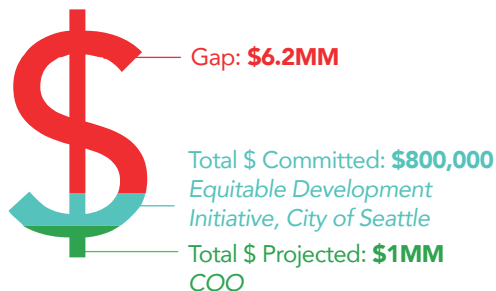 Gap: $6.2MM
Total $ Committed: $800,000
Equitable Development
Initiative, City of Seattle
Total $ Projected: $1MM
COO